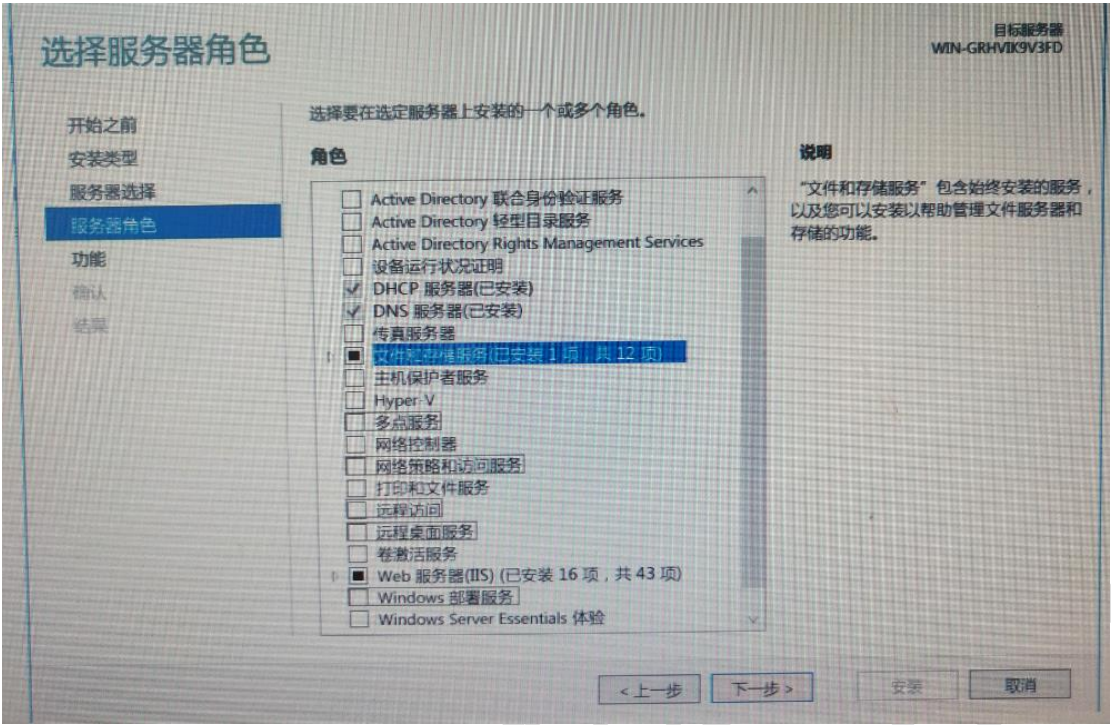 选择服务器角色
目标服务器
WIN-GRHVIK9V3FD
开始之前
安装类型
服务器选择
服务器角色
功能
确认
结果
选择要在选定服务器上安装的一个或多个角色。
角色
Active Directory 联合身份验证服务
Active Directory 轻型目录服务
Active Directory Rights Management Services
设备运行状况证明
DHCP 服务器(已安装)
DNS 服务器(已安装)
传真服务器
文件和存储服务(已安装 1 项，共 12 项)
主机保护者服务
Hyper-V
多点服务
网络控制器
网络策略和访问服务
打印和文件服务
远程访问
远程桌面服务
卷激活服务
Web 服务器(IIS) (已安装 16 项，共 43 项)
Windows 部署服务
Windows Server Essentials 体验
说明
“文件和存储服务”包含始终安装的服务，
以及您可以安装以帮助管理文件服务器和
存储的功能。
<上一步
下一步>
安装
取消